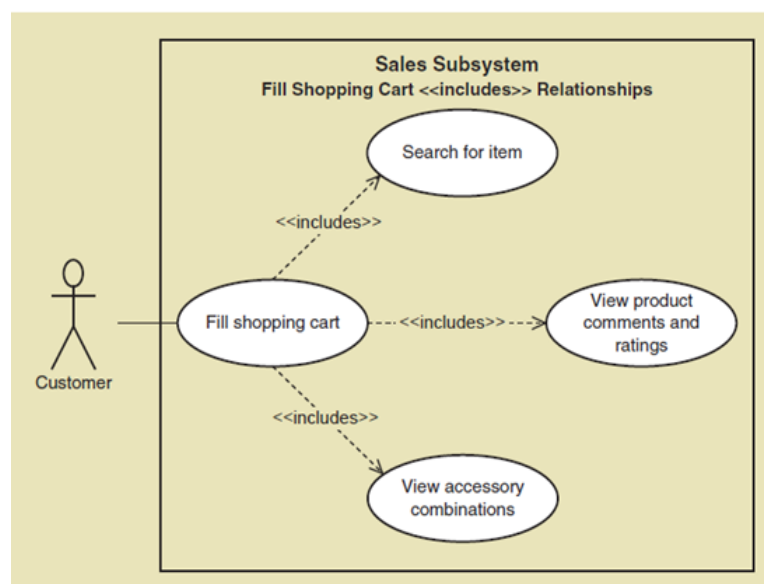 Sales Subsystem
Fill Shopping Cart <<includes>> Relationships
Search for item
<<includes>>
Fill shopping cart
<<includes>>
View product
comments and
ratings
Customer
<<includes>>
View accessory
combinations